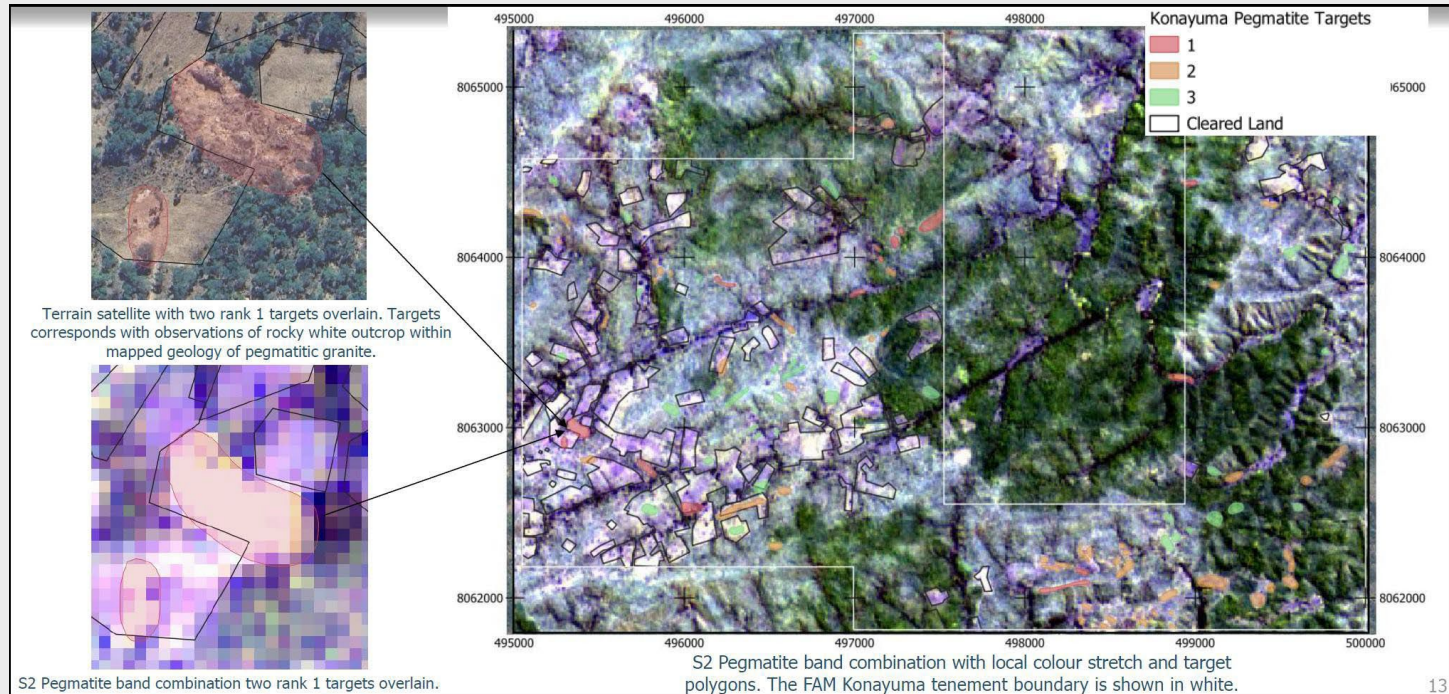 Terrain satellite with two rank 1 targets overlain. Targets
corresponds with observations of rocky white outcrop within
mapped geology of pegmatitic granite.
S2 Pegmatite band combination two rank 1 targets overlain.
495000 496000 497000 498000
Konayuma Pegmatite Targets
1
2
3
Cleared Land
8065000
8064000
8063000
8062000
65000
8064000
8063000
8062000
495000 496000 497000 498000 499000 500000
S2 Pegmatite band combination with local colour stretch and target
polygons. The FAM Konayuma tenement boundary is shown in white.
13